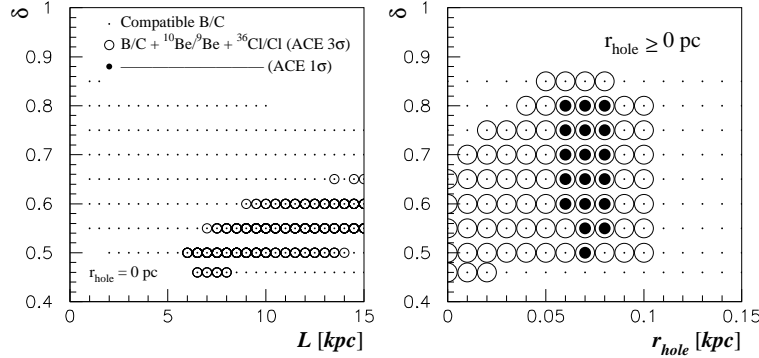 δ
1
0.9
0.8
0.7
0.6
0.5
0.4
0
5
10
15
L [kpc]
Compatible B/C
B/C + ¹⁰Be/⁹Be + ³⁶Cl/Cl (ACE 3σ)
(ACE 1σ)
r_hole = 0 pc
δ
1
0.9
0.8
0.7
0.6
0.5
0.4
0
0.05
0.1
0.15
r_hole [kpc]
r_hole ≥ 0 pc